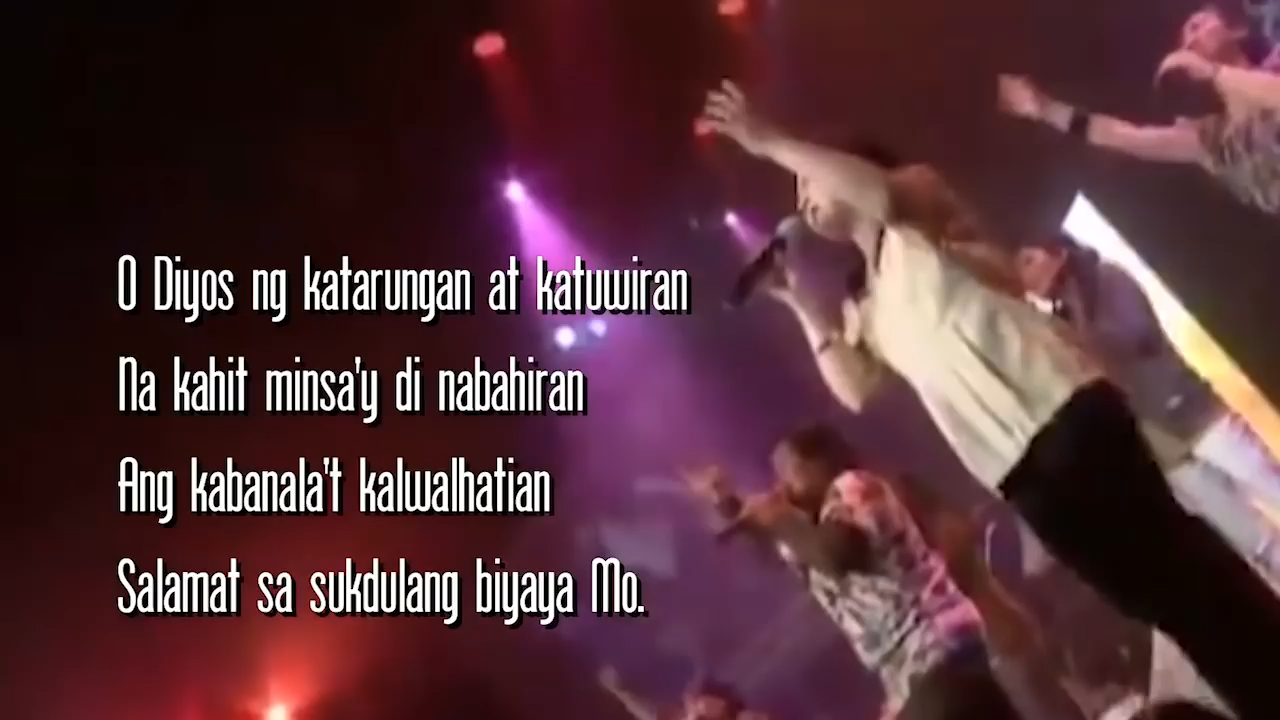 O Diyos ng katarungan at katuwiran
Na kahit minsa'y di nabahiran
Ang kabanala't kalwalhatian
Salamat sa sukdulang biyaya Mo.